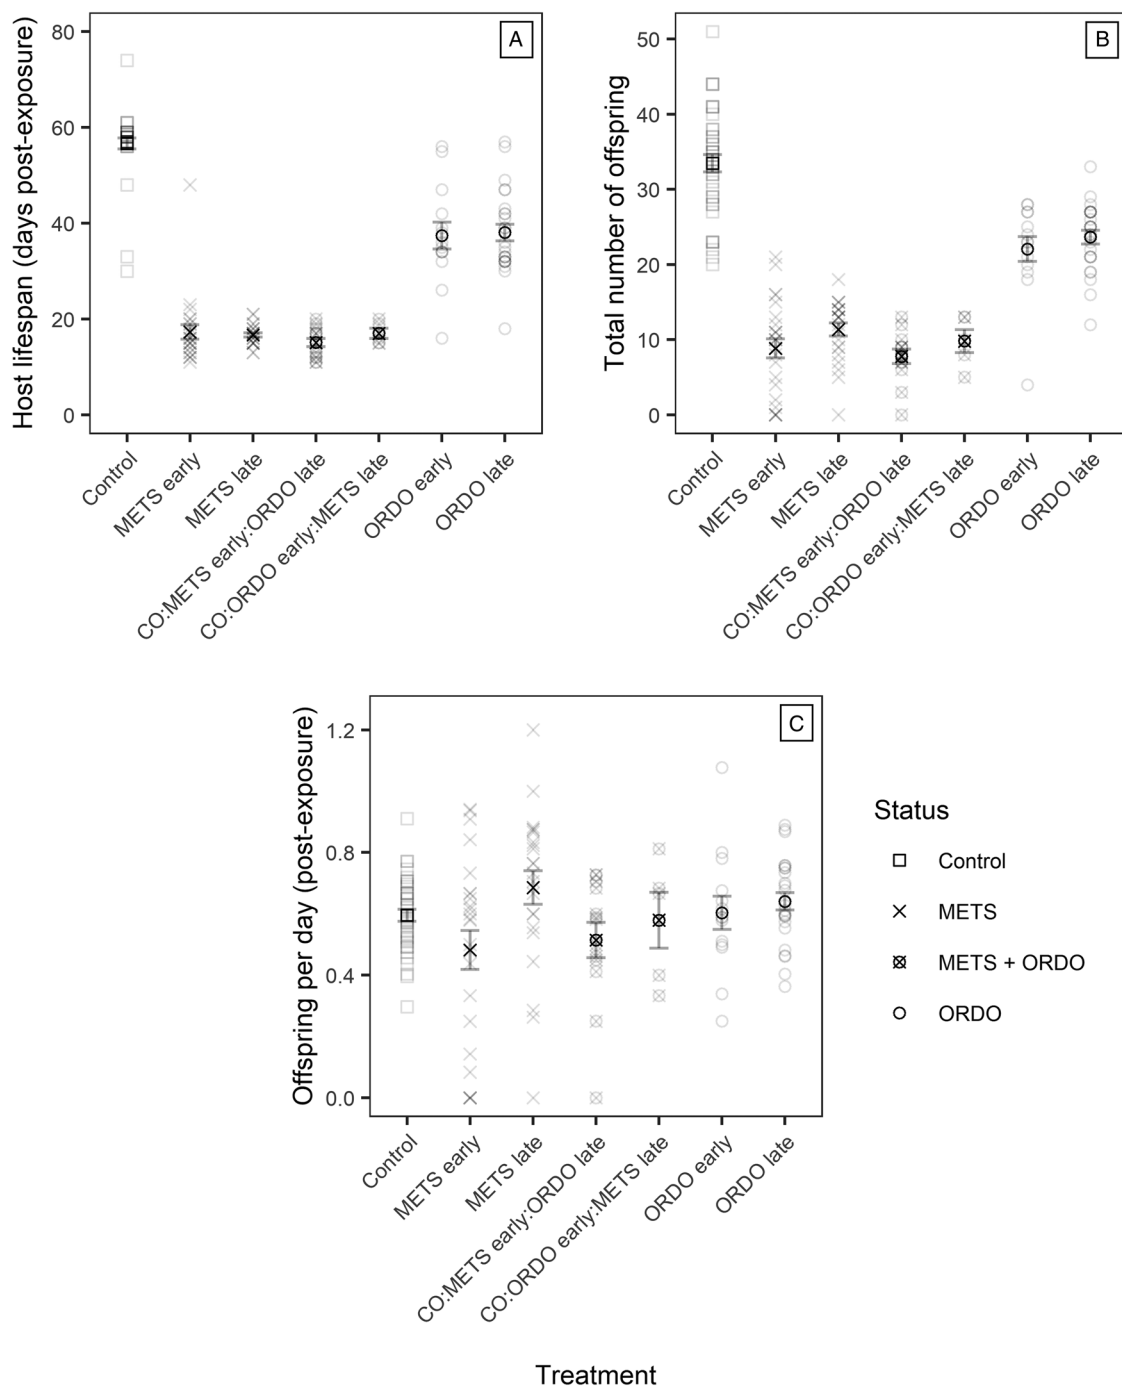 A
Host lifespan (days post-exposure)
80
60
40
20
0
Control
METS early
METS late
CO:METS early:ORDO late
CO:ORDO early:METS late
ORDO early
ORDO late
B
Total number of offspring
50
40
30
20
10
0
Control
METS early
METS late
CO:METS early:ORDO late
CO:ORDO early:METS late
ORDO early
ORDO late
C
Offspring per day (post-exposure)
1.2
0.8
0.4
0.0
Control
METS early
METS late
CO:METS early:ORDO late
CO:ORDO early:METS late
ORDO early
ORDO late
Status
Control
METS
METS + ORDO
ORDO
Treatment